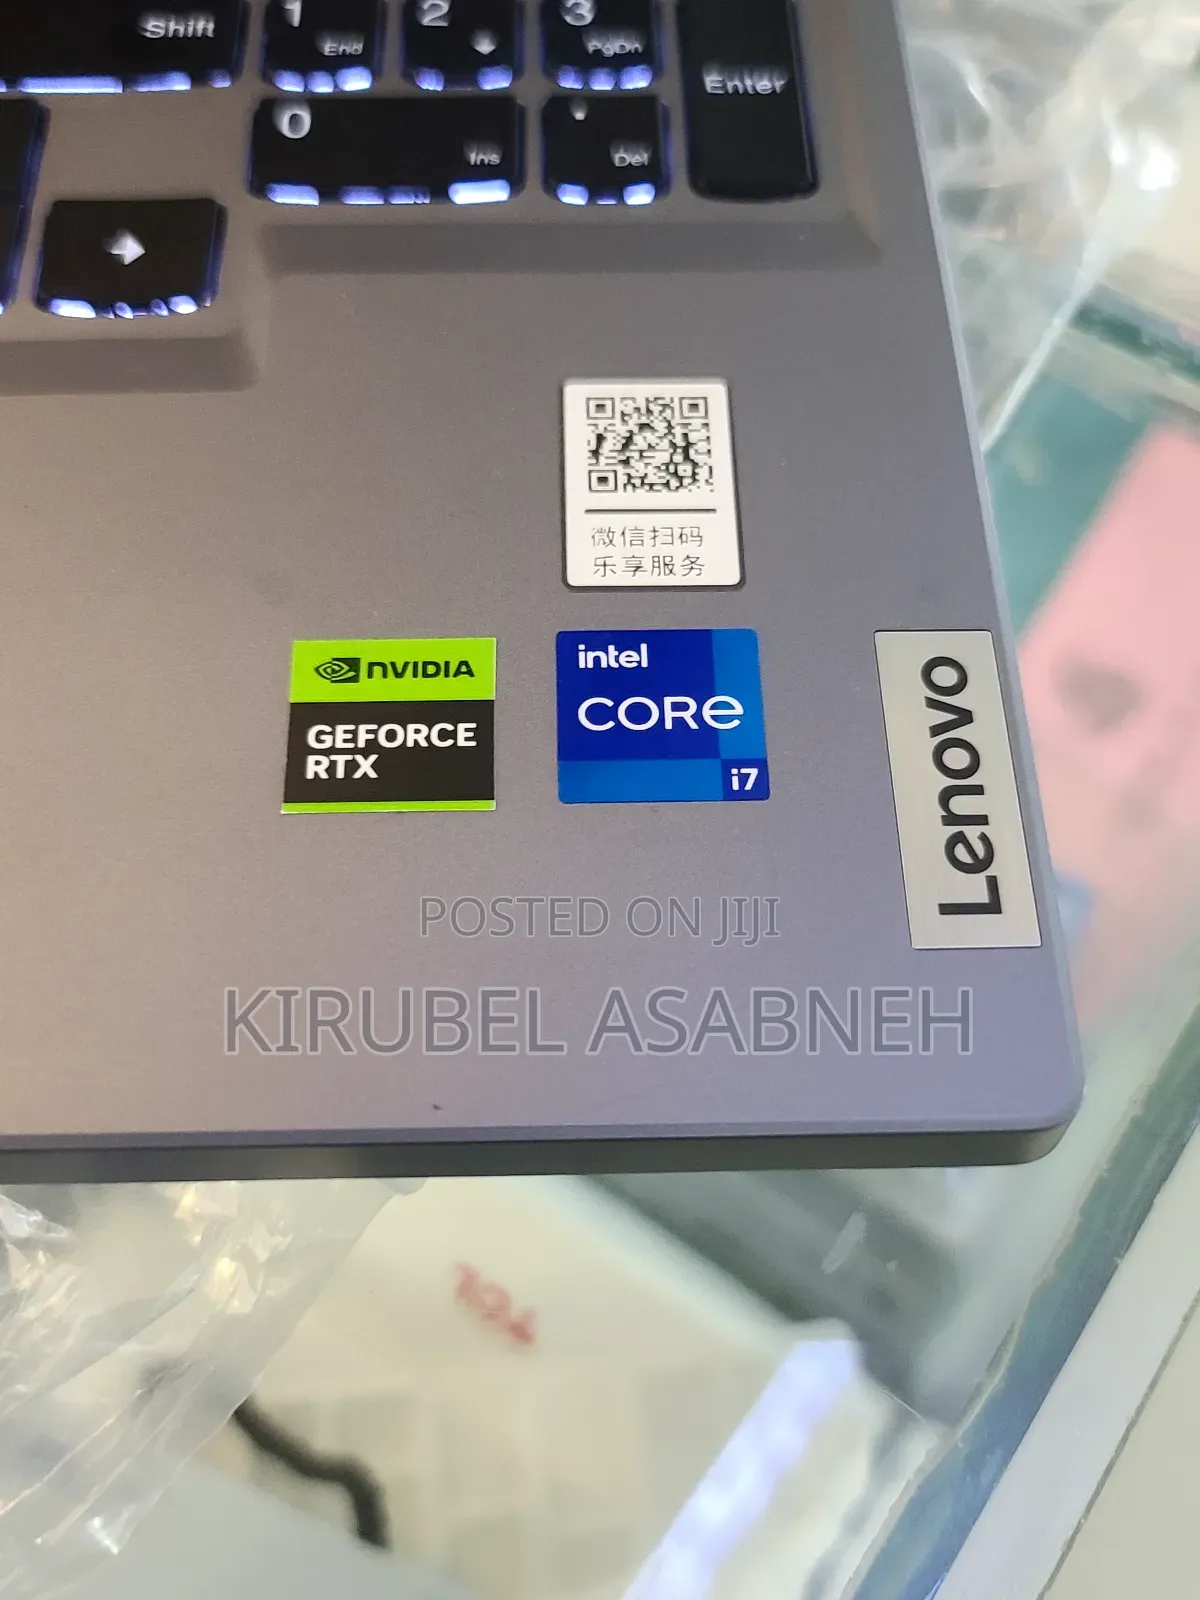 Shift
1
End
2
3
PgDn
Enter
0
Ins
.
Del
微信扫码
乐享服务
NVIDIA
GEFORCE
RTX
intel
CORe
i7
Lenovo
POSTED ON JIJI
KIRUBEL ASABNEH